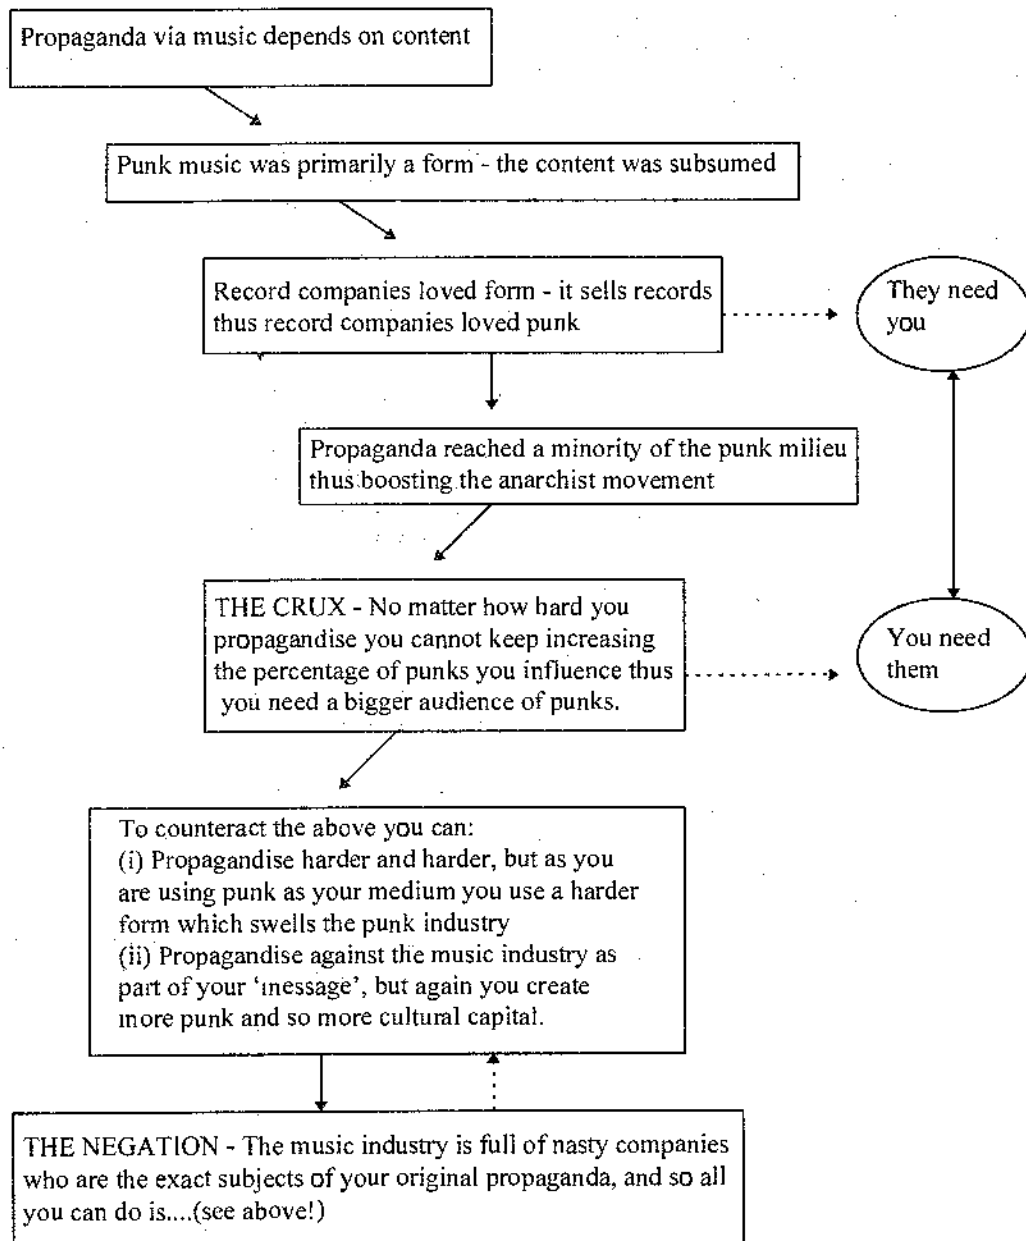 Propaganda via music depends on content
Punk music was primarily a form - the content was subsumed
Record companies loved form - it sells records
thus record companies loved punk
They need
you
Propaganda reached a minority of the punk milieu
thus boosting the anarchist movement
THE CRUX - No matter how hard you
propagandise you cannot keep increasing
the percentage of punks you influence thus
you need a bigger audience of punks.
You need
them
To counteract the above you can:
(i) Propagandise harder and harder, but as you
are using punk as your medium you use a harder
form which swells the punk industry
(ii) Propagandise against the music industry as
part of your ‘message’, but again you create
more punk and so more cultural capital.
THE NEGATION - The music industry is full of nasty companies
who are the exact subjects of your original propaganda, and so all
you can do is....(see above!)